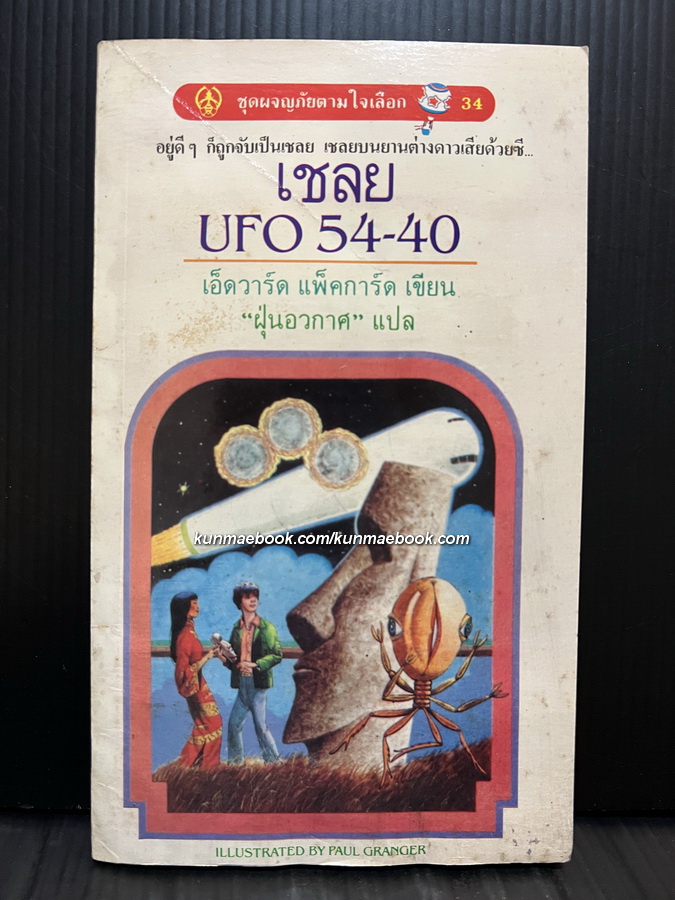 ชุดผจญภัยตามใจเลือก 34
อยู่ดี ๆ ก็ถูกจับเป็นเชลย เชลยบนยานต่างดาวเสียด้วยซี...
เชลย
UFO 54-40
เอ็ดวาร์ด แพ็คการ์ด เขียน
“ฝุ่นอวกาศ” แปล
kunmaebook.com/kunmaebook.com
ILLUSTRATED BY PAUL GRANGER